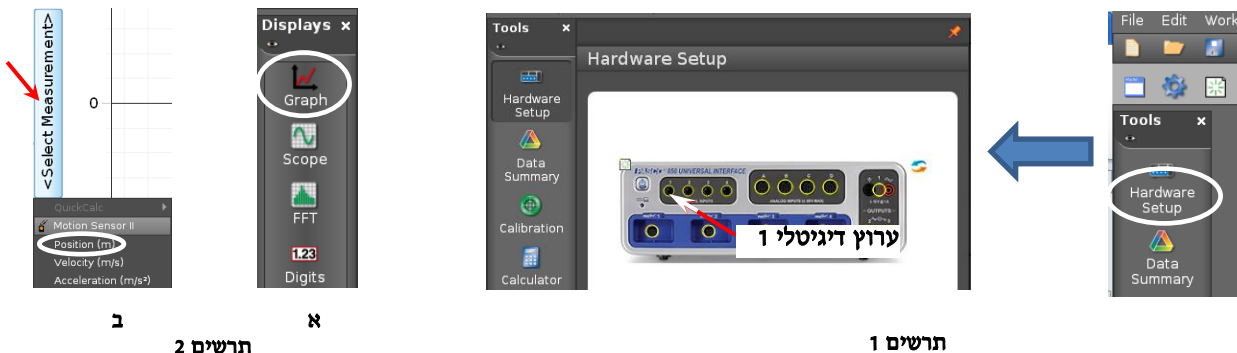 File Edit Work
Tools x
Hardware
Setup
Data
Summary
Tools x
Hardware Setup
Hardware
Setup
Data
Summary
Calibration
Calculator
850 UNIVERSAL INTERFACE
ערוץ דיגיטלי 1
תרשים 1
Displays x
Graph
Scope
FFT
1.23
Digits
א
<Select Measurement>
0
QuickCalc
Motion Sensor II
Position (m)
Velocity (m/s)
Acceleration (m/s²)
ב
תרשים 2